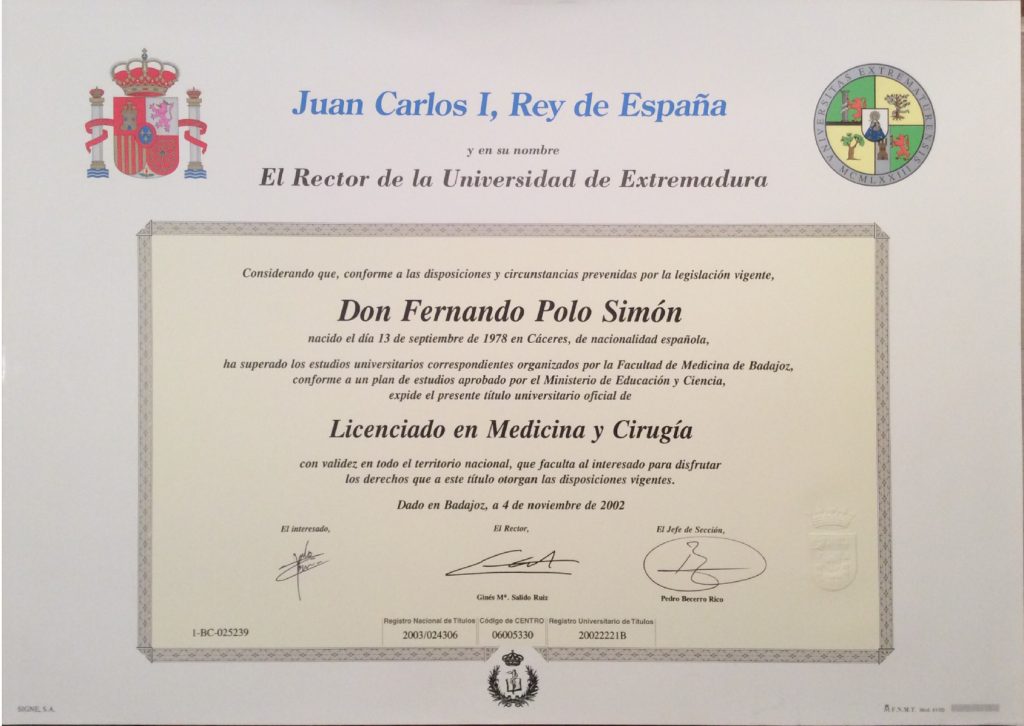 Juan Carlos I, Rey de España
y en su nombre
El Rector de la Universidad de Extremadura
UNIVERSITAS EXTREMATURENSIS
MCMLXXIII
Considerando que, conforme a las disposiciones y circunstancias prevenidas por la legislación vigente,
Don Fernando Polo Simón
nacido el día 13 de septiembre de 1978 en Cáceres, de nacionalidad española,
ha superado los estudios universitarios correspondientes organizados por la Facultad de Medicina de Badajoz,
conforme a un plan de estudios aprobado por el Ministerio de Educación y Ciencia,
expide el presente título universitario oficial de
Licenciado en Medicina y Cirugía
con validez en todo el territorio nacional, que faculta al interesado para disfrutar
los derechos que a este título otorgan las disposiciones vigentes.
Dado en Badajoz, a 4 de noviembre de 2002
El interesado, El Rector, El Jefe de Sección,
Ginés Mª. Salido Ruiz Pedro Becerro Rico
Registro Nacional de Títulos Código de CENTRO Registro Universitario de Títulos
1-BC-025239 2003/024306 06005330 20022221B
SIGNE, S.A. F.N.M.T.